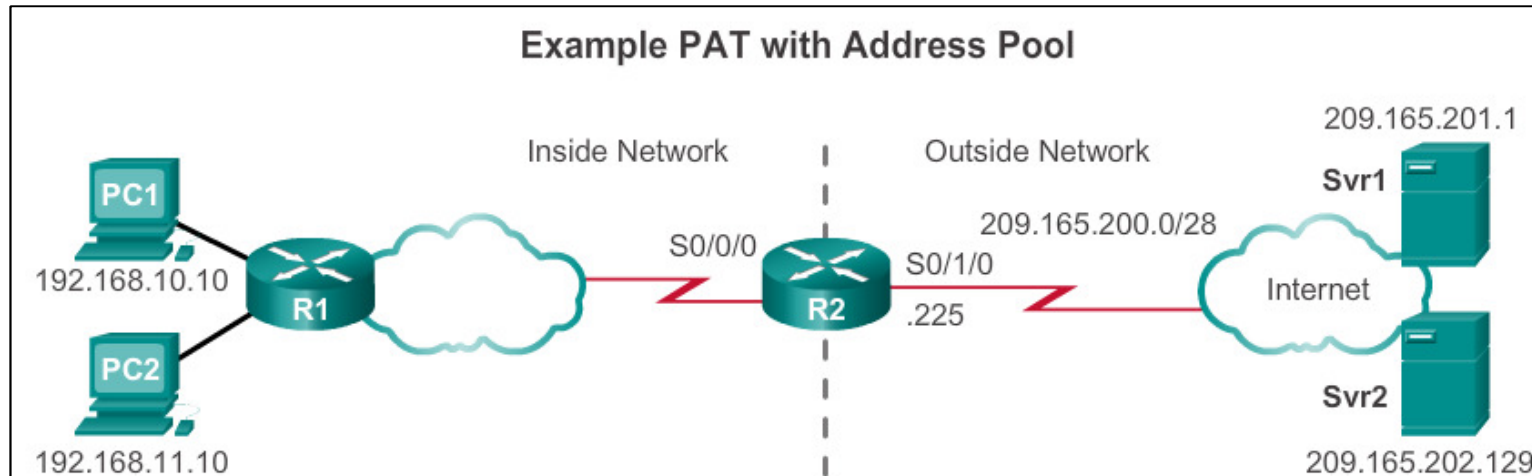 Example PAT with Address Pool
209.165.201.1
Inside Network
Outside Network
Svr1
PC1
209.165.200.0/28
S0/0/0
S0/1/0
192.168.10.10
R1
R2
Internet
.225
PC2
Svr2
192.168.11.10
209.165.202.129